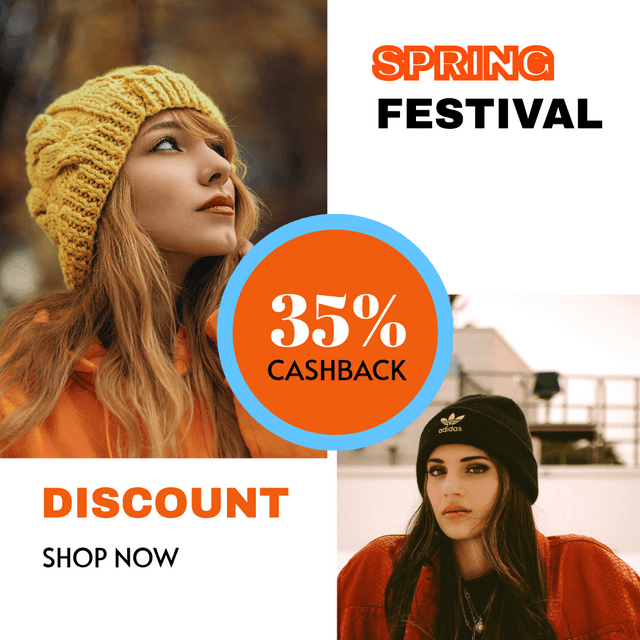 SPRING
FESTIVAL
35%
CASHBACK
adidas
DISCOUNT
SHOP NOW